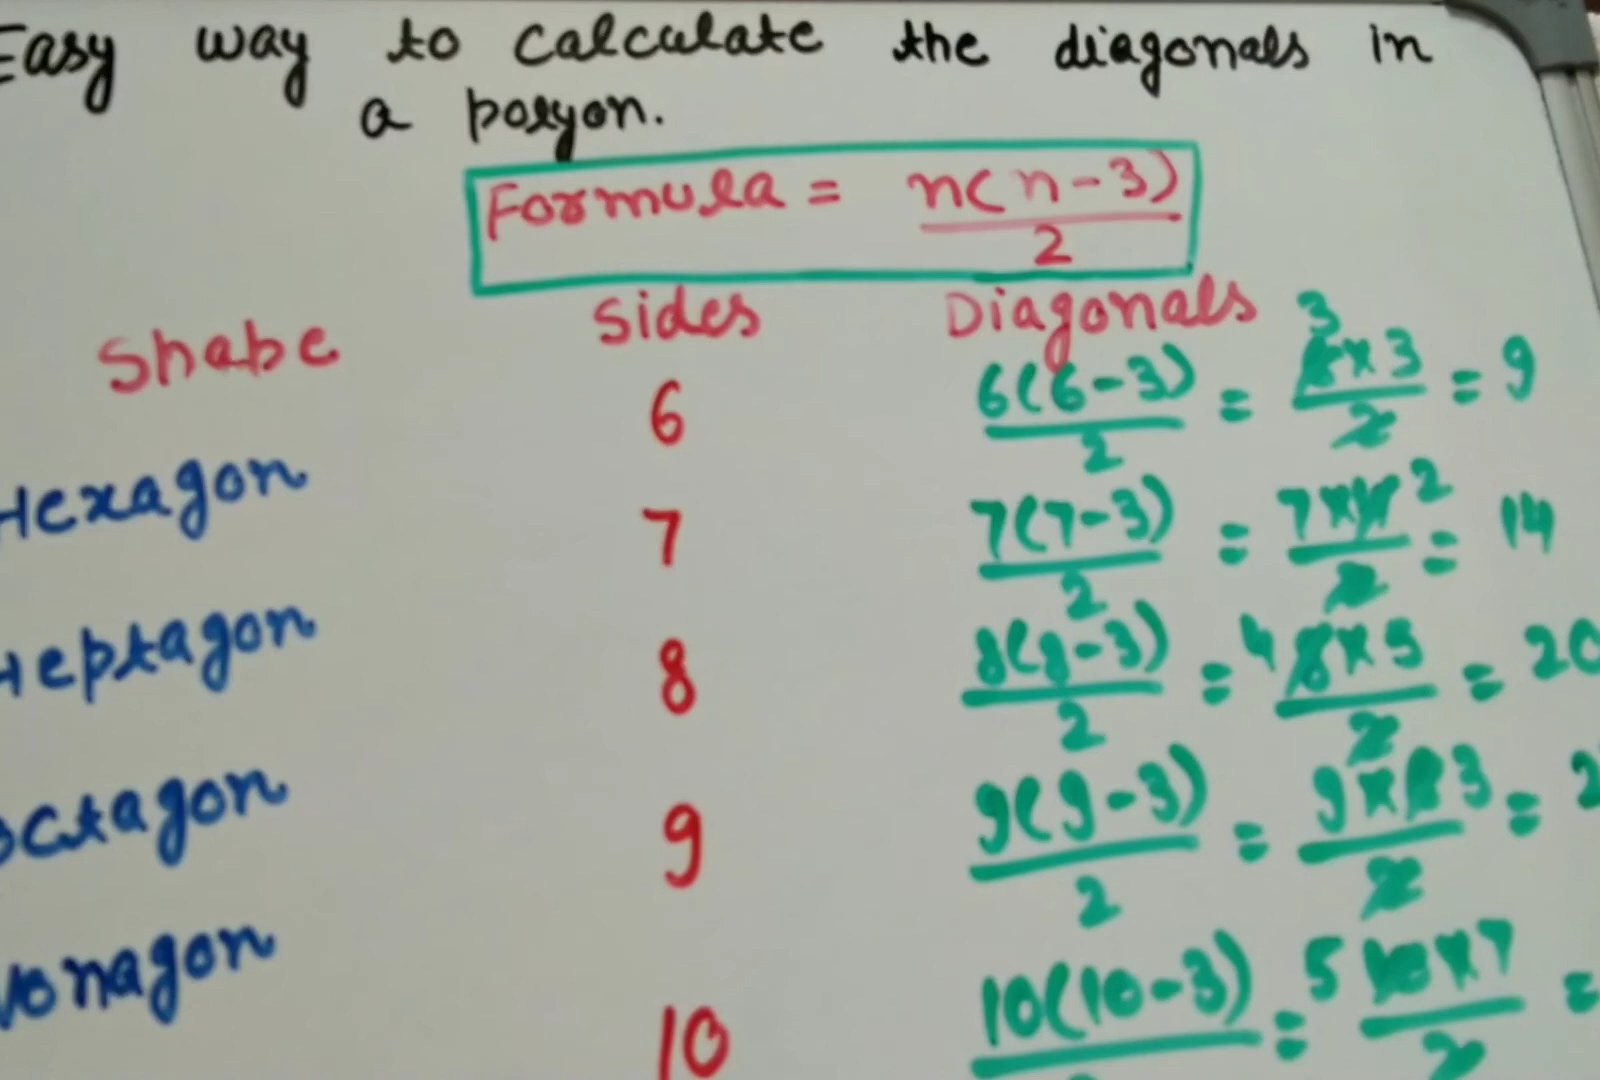 Easy way to calculate the diagonals in
a polyon.
Formula = n(n-3)/2
Shape Sides Diagonals
Hexagon 6 6(6-3)/2 = 6×3/2 = 9
Heptagon 7 7(7-3)/2 = 7×4/2 = 14
Octagon 8 8(8-3)/2 = 8×5/2 = 20
Nonagon 9 9(9-3)/2 = 9×6/2 =
10 10(10-3) = 10×7/2 =